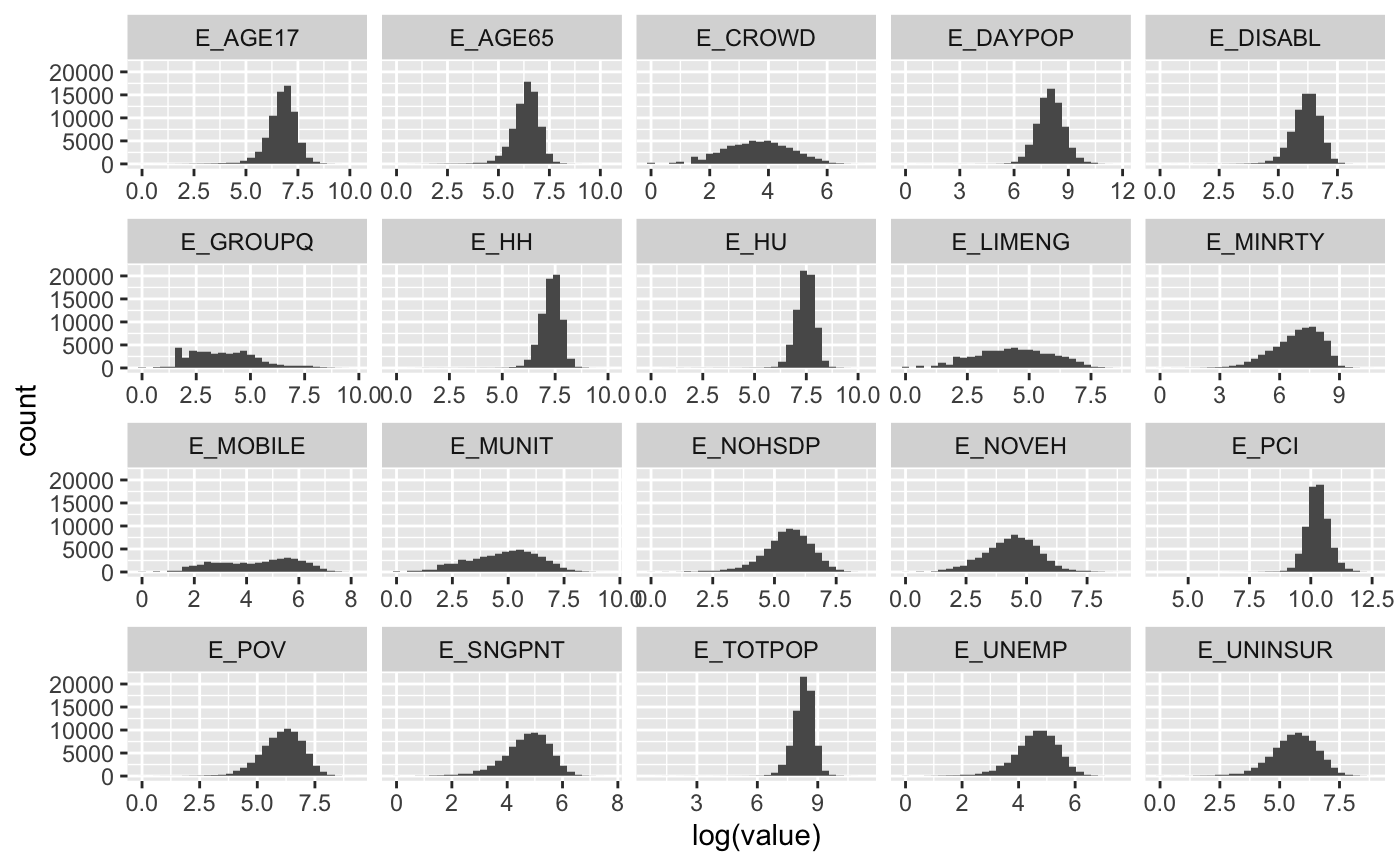 E_AGE17 E_AGE65 E_CROWD E_DAYPOP E_DISABL
20000
15000
10000
5000
0
0.0 2.5 5.0 7.5 10.0 0.0 2.5 5.0 7.5 10.0 0 2 4 6 0 3 6 9 12 0.0 2.5 5.0 7.5
E_GROUPQ E_HH E_HU E_LIMENG E_MINRTY
20000
15000
10000
5000
0
0.0 2.5 5.0 7.5 10.0 0.0 2.5 5.0 7.5 10.0 0.0 2.5 5.0 7.5 10.0 0.0 2.5 5.0 7.5 0 3 6 9
count
E_MOBILE E_MUNIT E_NOHSDP E_NOVEH E_PCI
20000
15000
10000
5000
0
0 2 4 6 8 0.0 2.5 5.0 7.5 10.0 0.0 2.5 5.0 7.5 0.0 2.5 5.0 7.5 5.0 7.5 10.0 12.5
E_POV E_SNGPNT E_TOTPOP E_UNEMP E_UNINSUR
20000
15000
10000
5000
0
0.0 2.5 5.0 7.5 0 2 4 6 8 3 6 9 0 2 4 6 0.0 2.5 5.0 7.5
log(value)